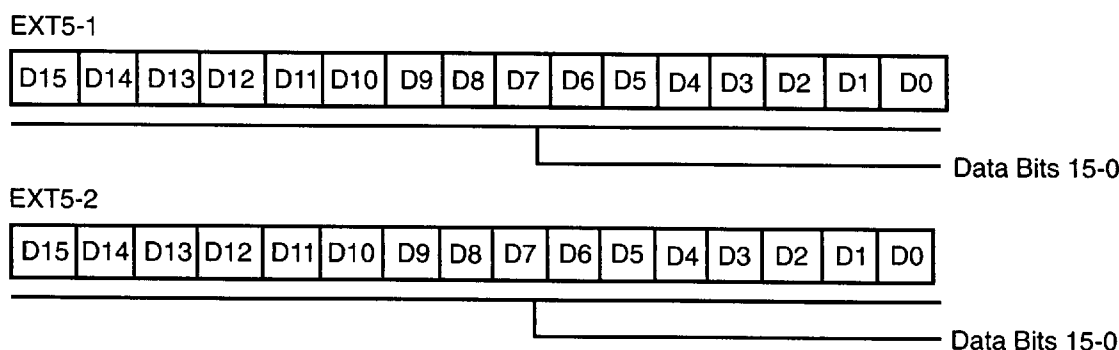 EXT5-1
D15 D14 D13 D12 D11 D10 D9 D8 D7 D6 D5 D4 D3 D2 D1 D0
Data Bits 15-0
EXT5-2
D15 D14 D13 D12 D11 D10 D9 D8 D7 D6 D5 D4 D3 D2 D1 D0
Data Bits 15-0